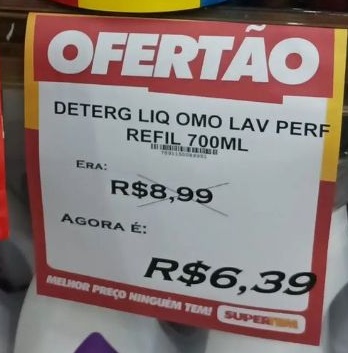 OFERTÃO
DETERG LIQ OMO LAV PERF
REFIL 700ML
ERA:
R$8,99
AGORA É:
R$6,39
MELHOR PREÇO NINGUÉM TEM!